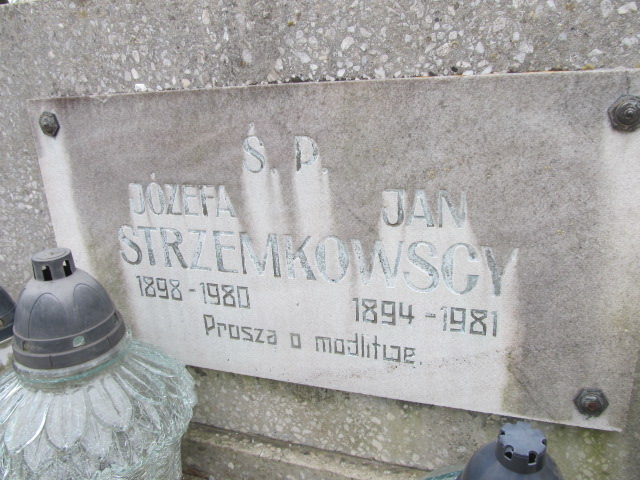 Ś. P.
JÓZEFA JAN
STRZEMKOWSCY
1898-1980 1894-1981
Proszą o modlitwę.